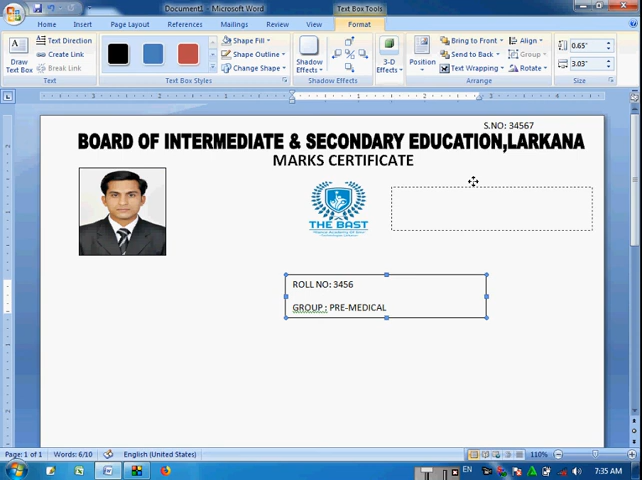 Document1 - Microsoft Word
Text Box Tools
Home
Insert
Page Layout
References
Mailings
Review
View
Format
Draw
Text Box
Text Direction
Create Link
Break Link
Text
Text Box Styles
Shape Fill
Shape Outline
Change Shape
Shadow
Effects
Shadow Effects
3-D
Effects
Position
Bring to Front
Send to Back
Text Wrapping
Align
Group
Rotate
Arrange
0.65"
3.03"
Size
S.NO: 34567
BOARD OF INTERMEDIATE & SECONDARY EDUCATION,LARKANA
MARKS CERTIFICATE
THE BAST
ROLL NO: 3456
GROUP : PRE-MEDICAL
Page: 1 of 1
Words: 6/10
English (United States)
110%
EN
7:35 AM